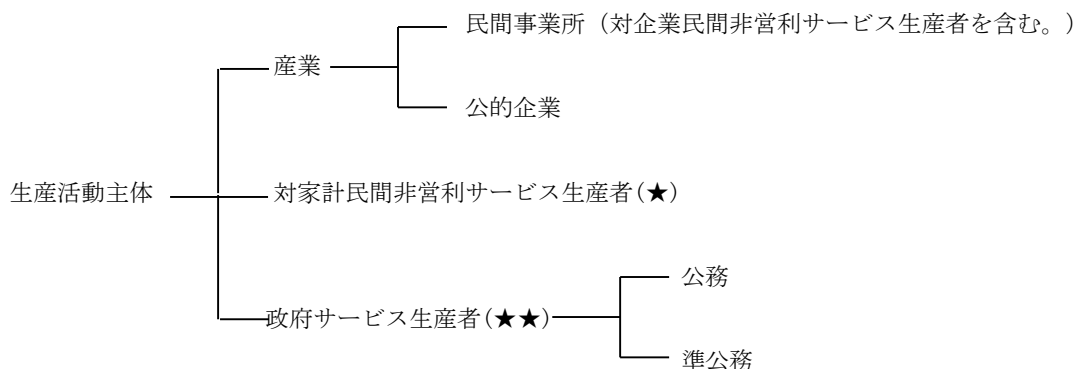 民間事業所（対企業民間非営利サービス生産者を含む。）
産業
公的企業
生産活動主体
対家計民間非営利サービス生産者(★)
公務
政府サービス生産者(★★)
準公務